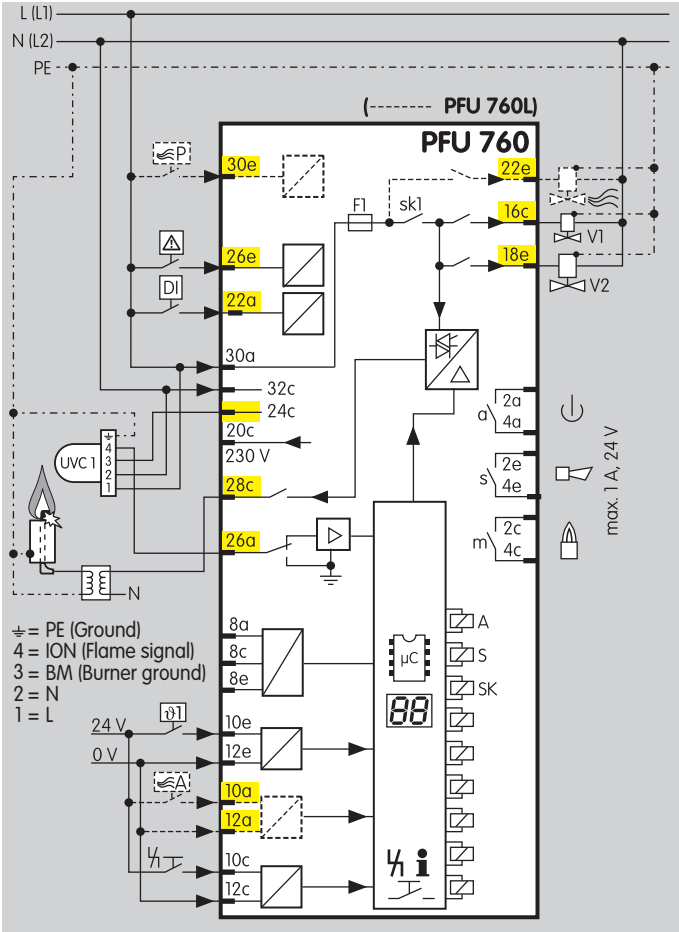 L (L1)
N (L2)
PE
(------- PFU 760L)
PFU 760
P
30e
22e
F1
sk1
16c
V1
26e
18e
V2
DI
22a
30a
32c
24c
20c
230 V
UVC 1
4
3
2
1
28c
26a
N
a
2a
4a
s
2e
4e
m
2c
4c
max. 1 A, 24 V
= PE (Ground)
4 = ION (Flame signal)
3 = BM (Burner ground)
2 = N
1 = L
8a
8c
8e
µC
88
A
S
SK
24 V
ϑ1
10e
0 V
12e
A
10a
12a
10c
12c
i